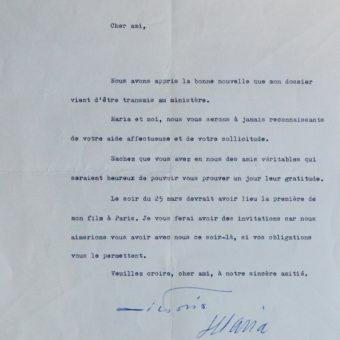 Cher ami,
Nous avons appris la bonne nouvelle que mon dossier
vient d'être transmis au ministère.
Maria et moi, nous vous serons à jamais reconnaissants
de votre aide affectueuse et de votre sollicitude.
Sachez que vous avez en nous des amis véritables qui
seraient heureux de pouvoir vous prouver un jour leur gratitude.
Le soir du 25 mars devrait avoir lieu la première de
mon film à Paris. Je vous ferai avoir des invitations car nous
aimerions vous avoir avec nous ce soir-là, si vos obligations
vous le permettent.
Veuillez croire, cher ami, à notre sincère amitié.
Maria